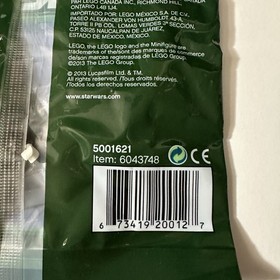 PAR LEGO CANADA INC., RICHMOND HILL,
ONTARIO L4B 1J8.
IMPORTADO POR: LEGO MÉXICO S.A. DE C.V.,
PASEO ALEXANDER VON HUMBOLDT 43-A,
TORRE II PB COL. LOMAS VERDES 3ª SECCIÓN,
C.P. 53125 NAUCALPAN DE JUÁREZ,
ESTADO DE MÉXICO, MÉXICO.
LEGO, the LEGO logo and the Minifigure are
trademarks of/sont des marques de commerce
de/son marcas registradas de the LEGO Group.
©2013 The LEGO Group.
©2013 Lucasfilm Ltd. & TM.
All rights reserved./Tous droits réservés.
/Todos los derechos reservados.
www.starwars.com
5001621
Item: 6043748
CE
6 73419 20012 7